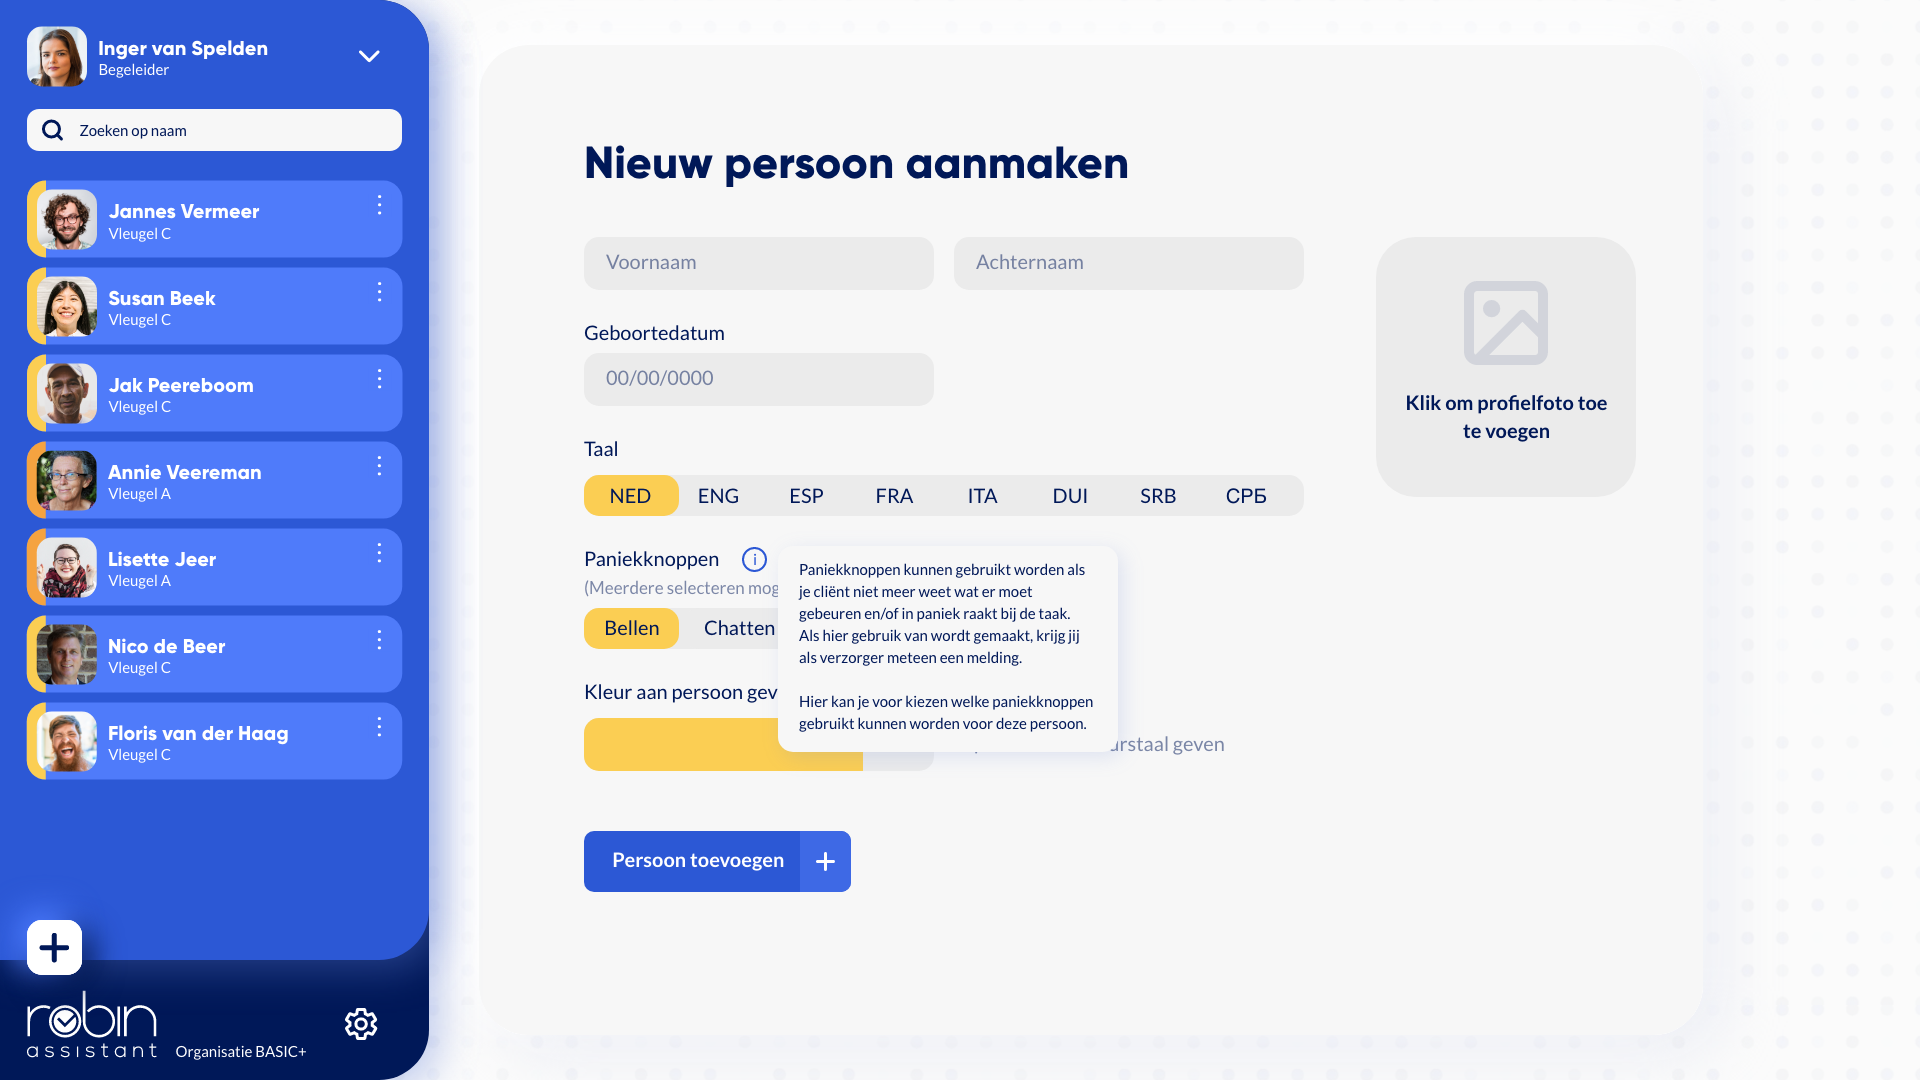 Inger van Spelden
Begeleider
Zoeken op naam
Jannes Vermeer
Vleugel C
Susan Beek
Vleugel C
Jak Peereboom
Vleugel C
Annie Veereman
Vleugel A
Lisette Jeer
Vleugel A
Nico de Beer
Vleugel C
Floris van der Haag
Vleugel C
robin
assistant
Organisatie BASIC+
Nieuw persoon aanmaken
Voornaam Achternaam
Geboortedatum
00/00/0000
Klik om profielfoto toe
te voegen
Taal
NED ENG ESP FRA ITA DUI SRB СРБ
Paniekknoppen i
(Meerdere selecteren mog
Bellen Chatten
Paniekknoppen kunnen gebruikt worden als
je cliënt niet meer weet wat er moet
gebeuren en/of in paniek raakt bij de taak.
Als hier gebruik van wordt gemaakt, krijg jij
als verzorger meteen een melding.
Hier kan je voor kiezen welke paniekknoppen
gebruikt kunnen worden voor deze persoon.
Kleur aan persoon gev
urstaal geven
Persoon toevoegen